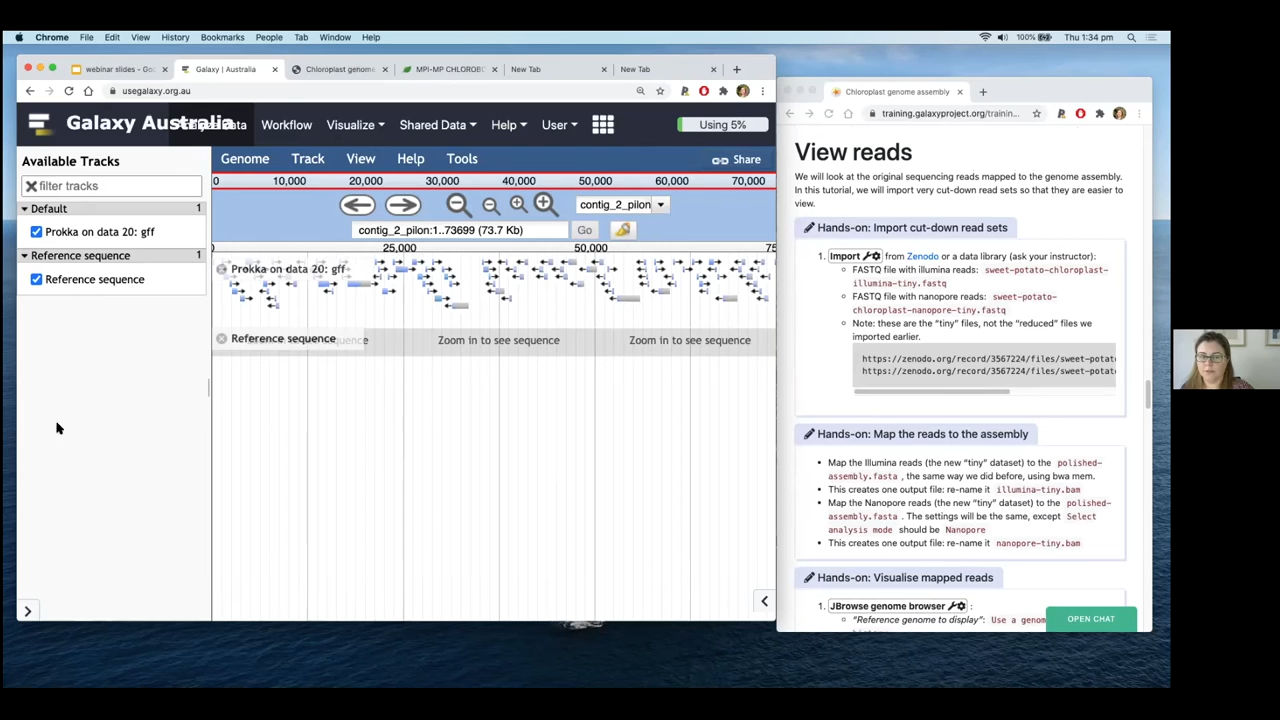 Chrome File Edit View History Bookmarks People Tab Window Help 100% Thu 1:34 pm
webinar slides - Go Galaxy | Australia Chloroplast genome MPI-MP CHLOROB New Tab New Tab
usegalaxy.org.au
Galaxy Australia Workflow Visualize Shared Data Help User Using 5%
Available Tracks
filter tracks
Default 1
Prokka on data 20: gff
Reference sequence 1
Reference sequence
Genome Track View Help Tools Share
0 10,000 20,000 30,000 40,000 50,000 60,000 70,000
contig_2_pilon
contig_2_pilon:1..73699 (73.7 Kb) Go
25,000 50,000 75
Prokka on data 20: gff
Reference sequence Zoom in to see sequence Zoom in to see sequence
Chloroplast genome assembly
training.galaxyproject.org/trainin...
View reads
We will look at the original sequencing reads mapped to the genome assembly.
In this tutorial, we will import very cut-down read sets so that they are easier to
view.
Hands-on: Import cut-down read sets
1. Import from Zenodo or a data library (ask your instructor):
FASTQ file with illumina reads: sweet-potato-chloroplast-
illumina-tiny.fastq
FASTQ file with nanopore reads: sweet-potato-
chloroplast-nanopore-tiny.fastq
Note: these are the “tiny” files, not the “reduced” files we
imported earlier.
https://zenodo.org/record/3567224/files/sweet-potat
https://zenodo.org/record/3567224/files/sweet-potat
Hands-on: Map the reads to the assembly
Map the Illumina reads (the new “tiny” dataset) to the polished-
assembly.fasta , the same way we did before, using bwa mem.
This creates one output file: re-name it illumina-tiny.bam
Map the Nanopore reads (the new “tiny” dataset) to the polished-
assembly.fasta . The settings will be the same, except Select
analysis mode should be Nanopore
This creates one output file: re-name it nanopore-tiny.bam
Hands-on: Visualise mapped reads
1. JBrowse genome browser :
“Reference genome to display”: Use a genom
OPEN CHAT